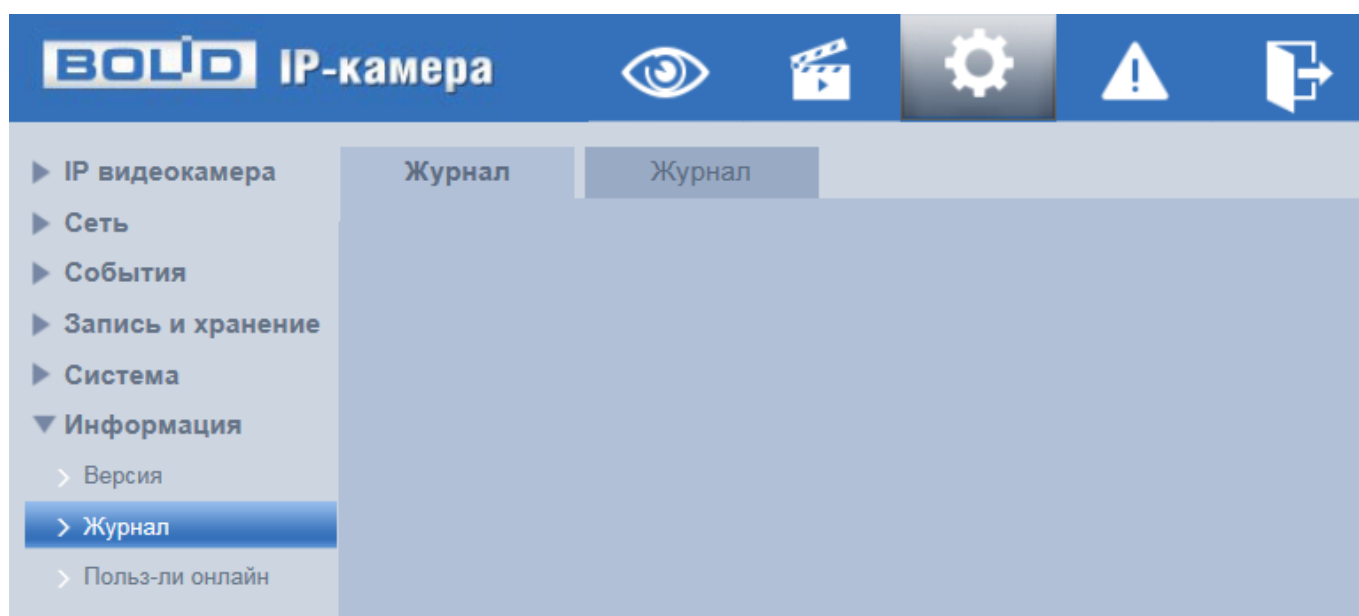 BOLID IP-камера
IP видеокамера
Сеть
События
Запись и хранение
Система
Информация
Версия
Журнал
Польз-ли онлайн
Журнал
Журнал